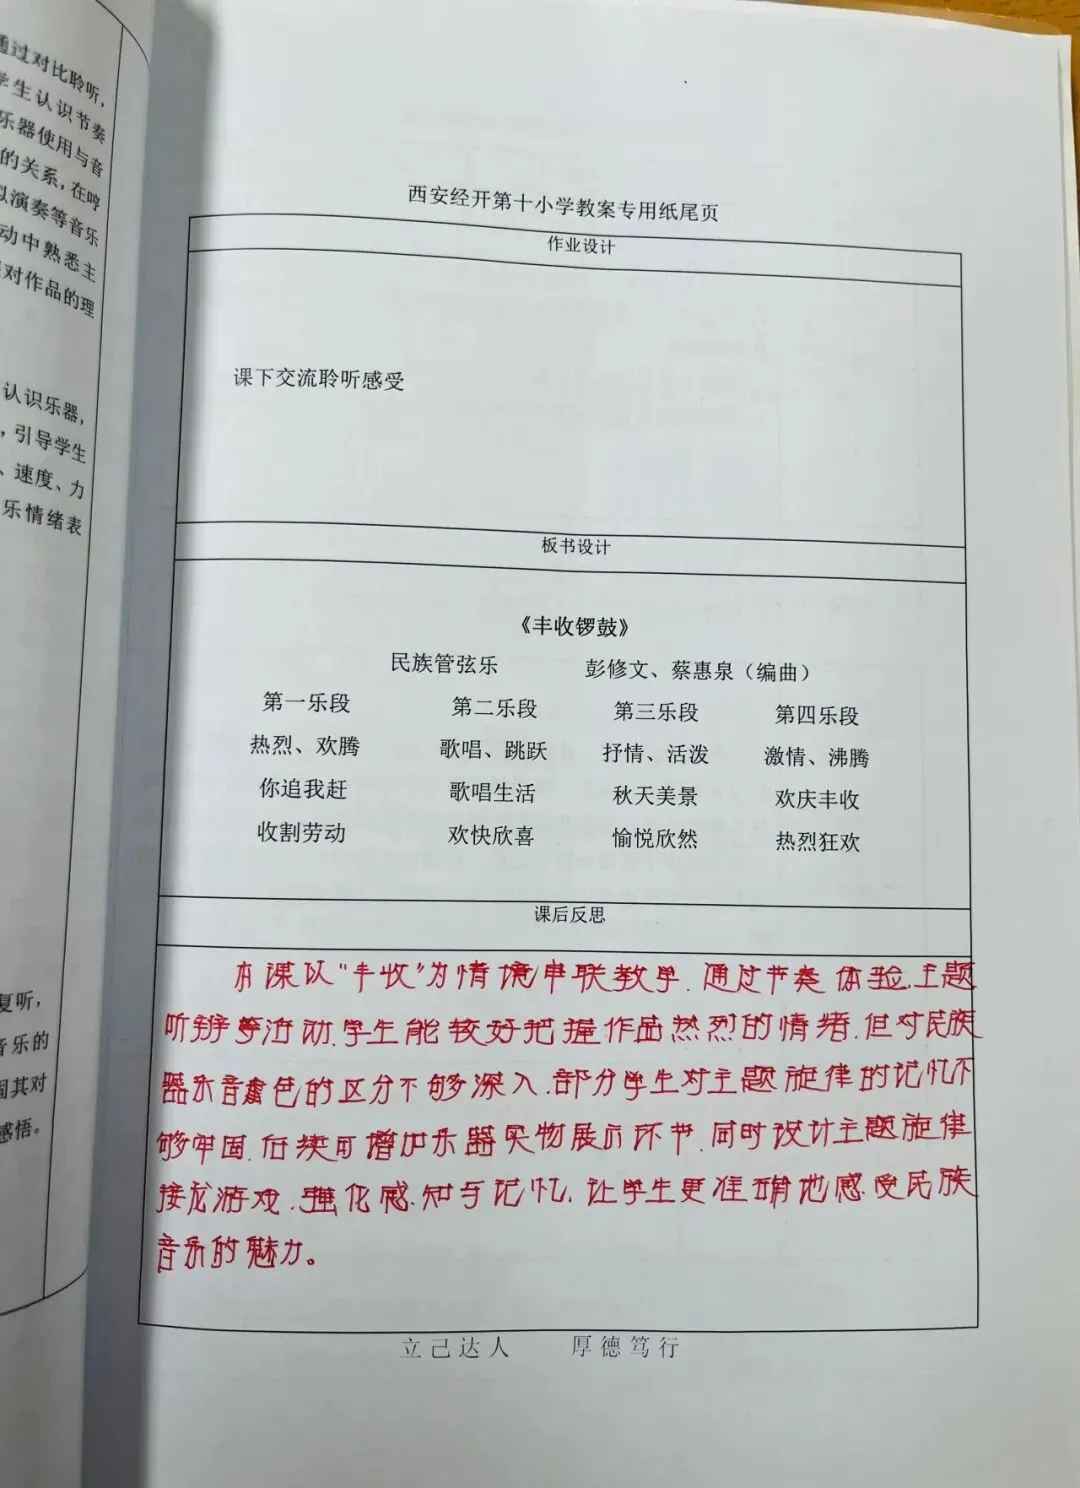 通过对比聆听,
学生认识节奏
乐器使用与音
的关系,在哼
拟演奏等音乐
动中熟悉主
对作品的理
认识乐器,
,引导学生
、速度、力
乐情绪表
复听,
音乐的
固其对
感悟。
西安经开第十小学教案专用纸尾页
作业设计
课下交流聆听感受
板书设计
《丰收锣鼓》
民族管弦乐 彭修文、蔡惠泉（编曲）
第一乐段 第二乐段 第三乐段 第四乐段
热烈、欢腾 歌唱、跳跃 抒情、活泼 激情、沸腾
你追我赶 歌唱生活 秋天美景 欢庆丰收
收割劳动 欢快欣喜 愉悦欣然 热烈狂欢
课后反思
本课以“丰收”为情境串联教学.通过节奏体验.主题
听辨等活动.学生能较好把握作品热烈的情绪.但对民族
器乐音色的区分不够深入.部分学生对主题旋律的记忆不
够牢固.后续可增加乐器实物展示环节.同时设计主题旋律
接龙游戏.强化感知与记忆.让学生更准确地感受民族
音乐的魅力。
立己达人 厚德笃行